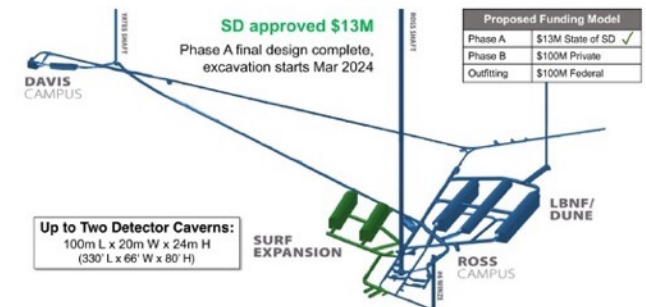 YATES SHAFT
SD approved $13M
Phase A final design complete,
excavation starts Mar 2024
ROSS SHAFT
Proposed Funding Model
Phase A $13M State of SD ✓
Phase B $100M Private
Outfitting $100M Federal
DAVIS
CAMPUS
Up to Two Detector Caverns:
100m L x 20m W x 24m H
(330' L x 66' W x 80' H)
SURF
EXPANSION
LBNF/
DUNE
ROSS
CAMPUS
#6 WINZE